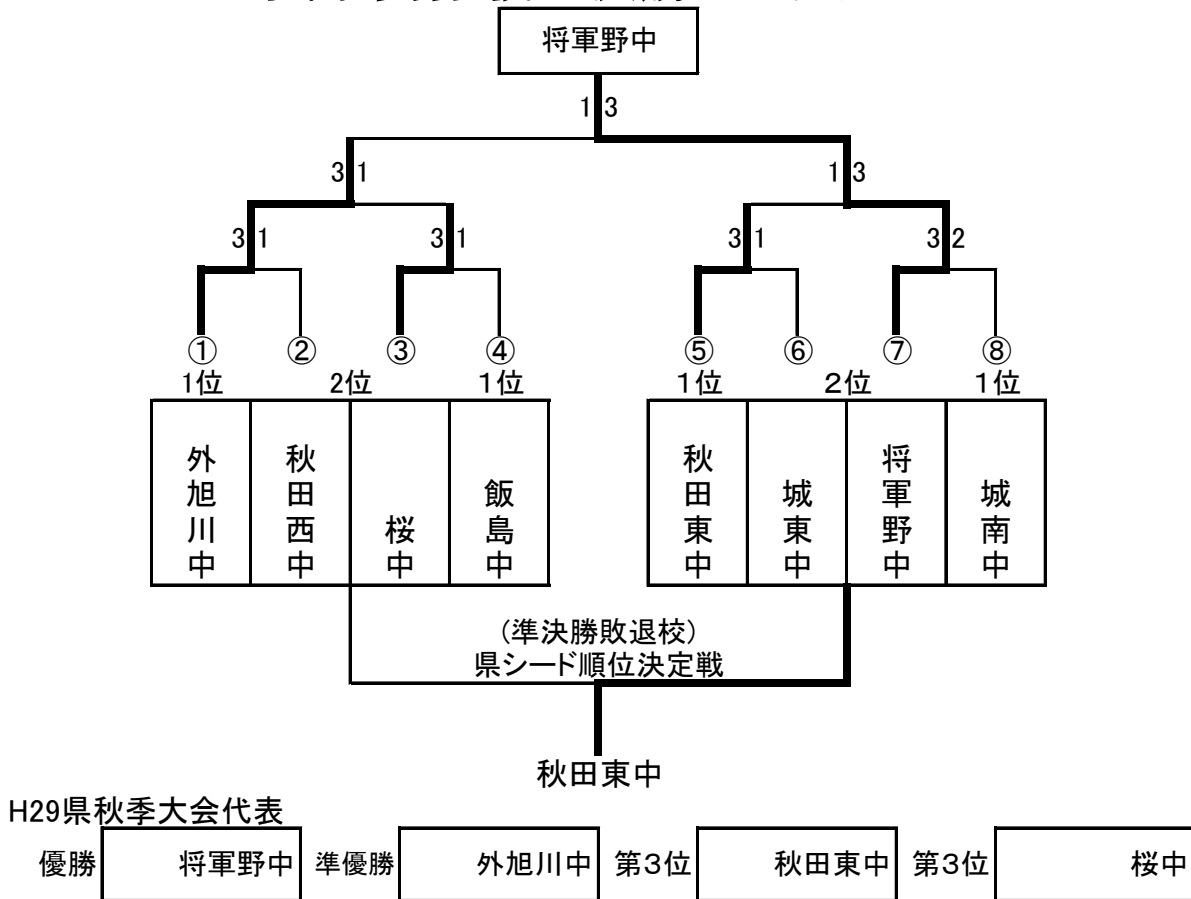 将軍野中
1 3
3 1 1 3
3 1 3 1 3 1 3 2
① ② ③ ④ ⑤ ⑥ ⑦ ⑧
1位 2位 1位 1位 2位 1位
外旭川中
秋田西中
桜中
飯島中
秋田東中
城東中
将軍野中
城南中
(準決勝敗退校)
県シード順位決定戦
秋田東中
H29県秋季大会代表
優勝 将軍野中 準優勝 外旭川中 第3位 秋田東中 第3位 桜中